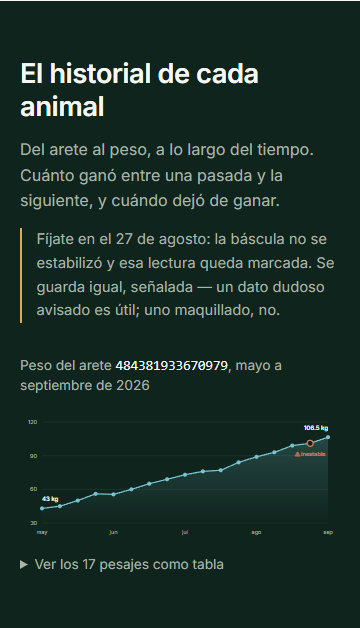 El historial de cada
animal
Del arete al peso, a lo largo del tiempo.
Cuánto ganó entre una pasada y la
siguiente, y cuándo dejó de ganar.
Fíjate en el 27 de agosto: la báscula no se
estabilizó y esa lectura queda marcada. Se
guarda igual, señalada — un dato dudoso
avisado es útil; uno maquillado, no.
Peso del arete 484381933670979, mayo a
septiembre de 2026
120
106.5 kg
90
⚠ Inestable
60
43 kg
30
may jun jul ago sep
▶ Ver los 17 pesajes como tabla